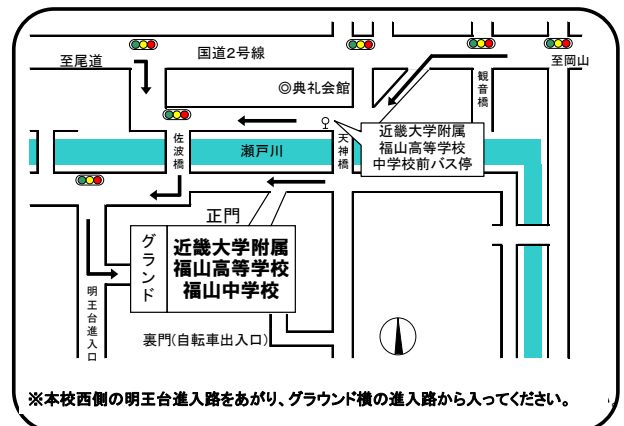 至尾道
国道2号線
至岡山
◎典礼会館
観音橋
近畿大学附属
福山高等学校
中学校前バス停
佐波橋
瀬戸川
天神橋
正門
グランド
近畿大学附属
福山高等学校
福山中学校
明王台進入口
裏門(自転車出入口)
※本校西側の明王台進入路をあがり、グラウンド横の進入路から入ってください。